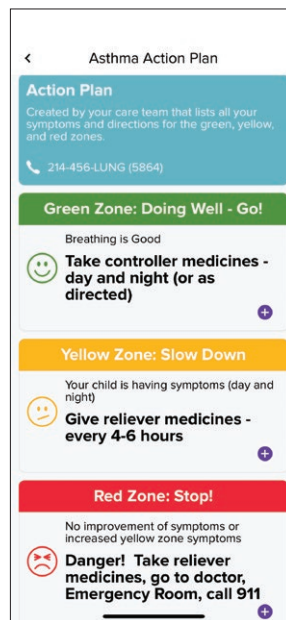 Asthma Action Plan
Action Plan
Created by your care team that lists all your
symptoms and directions for the green, yellow,
and red zones.
214-456-LUNG (5864)
Green Zone: Doing Well - Go!
Breathing is Good
Take controller medicines -
day and night (or as
directed)
Yellow Zone: Slow Down
Your child is having symptoms (day and
night)
Give reliever medicines -
every 4-6 hours
Red Zone: Stop!
No improvement of symptoms or
increased yellow zone symptoms
Danger! Take reliever
medicines, go to doctor,
Emergency Room, call 911